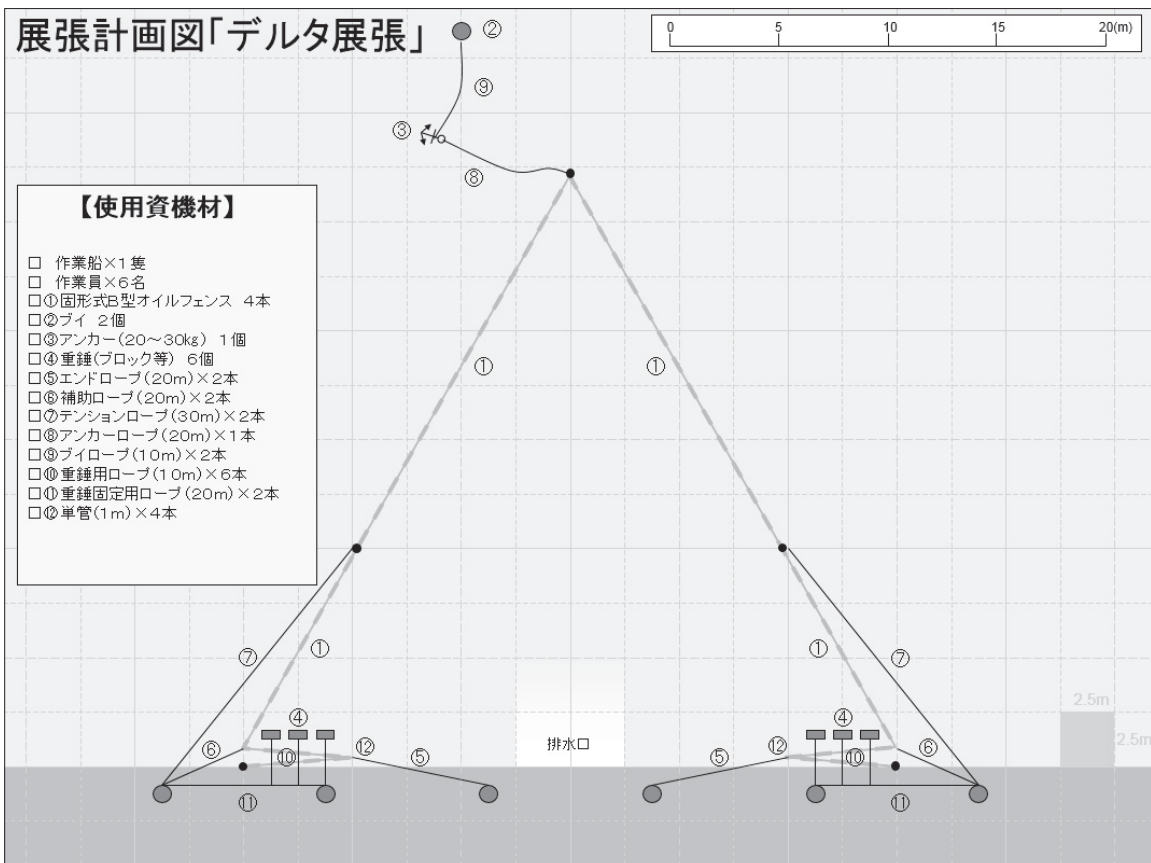 展張計画図「デルタ展張」
0 5 10 15 20(m)
②
⑨
③
⑧
【使用資機材】
□ 作業船×1隻
□ 作業員×6名
□①固形式B型オイルフェンス 4本
□②ブイ 2個
□③アンカー(20～30kg) 1個
□④重錘(ブロック等) 6個
□⑤エンドロープ(20m)×2本
□⑥補助ロープ(20m)×2本
□⑦テンションロープ(30m)×2本
□⑧アンカーロープ(20m)×1本
□⑨ブイロープ(10m)×2本
□⑩重錘用ロープ(10m)×6本
□⑪重錘固定用ロープ(20m)×2本
□⑫単管(1m)×4本
① ①
⑦ ① ① ⑦
2.5m
④ ④
2.5m
⑥ ⑩ ⑫ ⑤ 排水口 ⑤ ⑫ ⑩ ⑥
⑪ ⑪